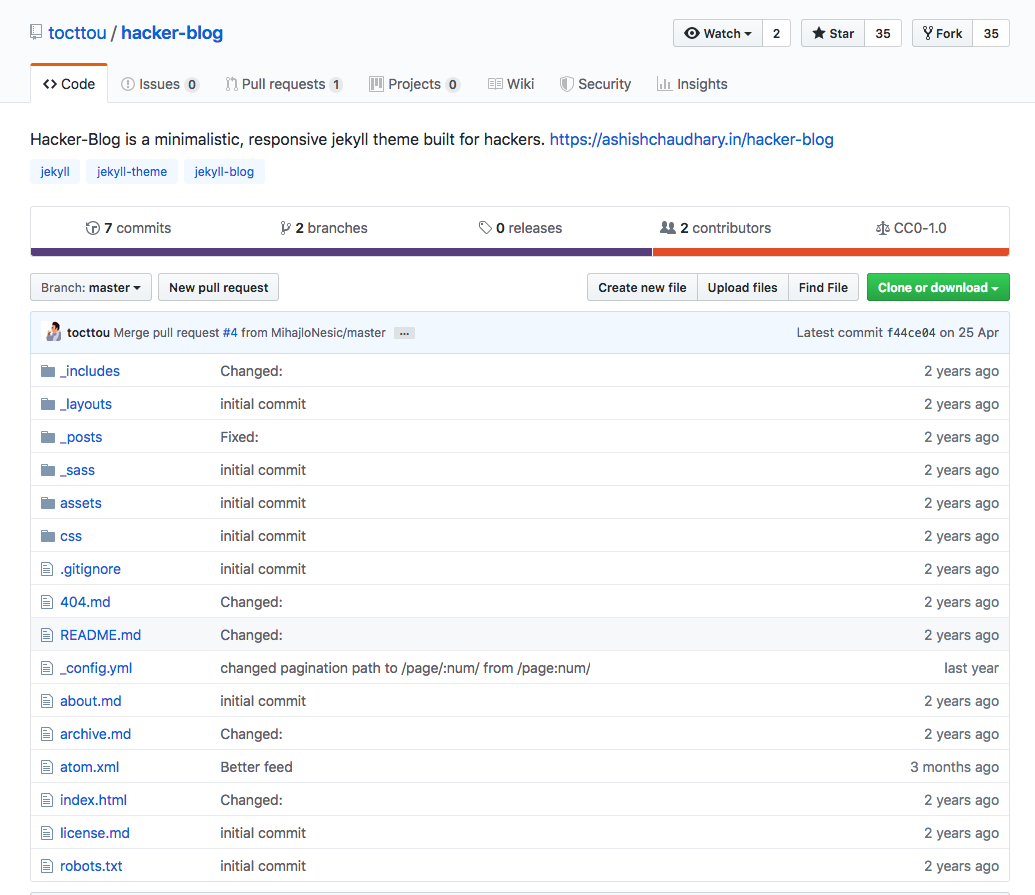 tocttou / hacker-blog Watch 2 Star 35 Fork 35
Code Issues 0 Pull requests 1 Projects 0 Wiki Security Insights
Hacker-Blog is a minimalistic, responsive jekyll theme built for hackers. https://ashishchaudhary.in/hacker-blog
jekyll jekyll-theme jekyll-blog
7 commits 2 branches 0 releases 2 contributors CC0-1.0
Branch: master New pull request Create new file Upload files Find File Clone or download
tocttou Merge pull request #4 from MihajloNesic/master ... Latest commit f44ce04 on 25 Apr
_includes Changed: 2 years ago
_layouts initial commit 2 years ago
_posts Fixed: 2 years ago
_sass initial commit 2 years ago
assets initial commit 2 years ago
css initial commit 2 years ago
.gitignore initial commit 2 years ago
404.md Changed: 2 years ago
README.md Changed: 2 years ago
_config.yml changed pagination path to /page/:num/ from /page:num/ last year
about.md initial commit 2 years ago
archive.md Changed: 2 years ago
atom.xml Better feed 3 months ago
index.html Changed: 2 years ago
license.md initial commit 2 years ago
robots.txt initial commit 2 years ago